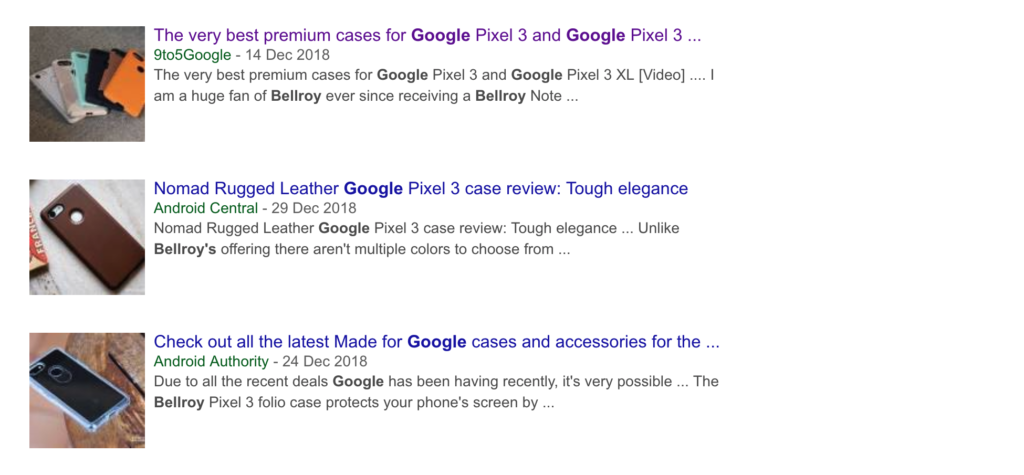 The very best premium cases for Google Pixel 3 and Google Pixel 3 ...
9to5Google - 14 Dec 2018
The very best premium cases for Google Pixel 3 and Google Pixel 3 XL [Video] .... I
am a huge fan of Bellroy ever since receiving a Bellroy Note ...
Nomad Rugged Leather Google Pixel 3 case review: Tough elegance
Android Central - 29 Dec 2018
Nomad Rugged Leather Google Pixel 3 case review: Tough elegance ... Unlike
Bellroy's offering there aren't multiple colors to choose from ...
Check out all the latest Made for Google cases and accessories for the ...
Android Authority - 24 Dec 2018
Due to all the recent deals Google has been having recently, it's very possible ... The
Bellroy Pixel 3 folio case protects your phone's screen by ...